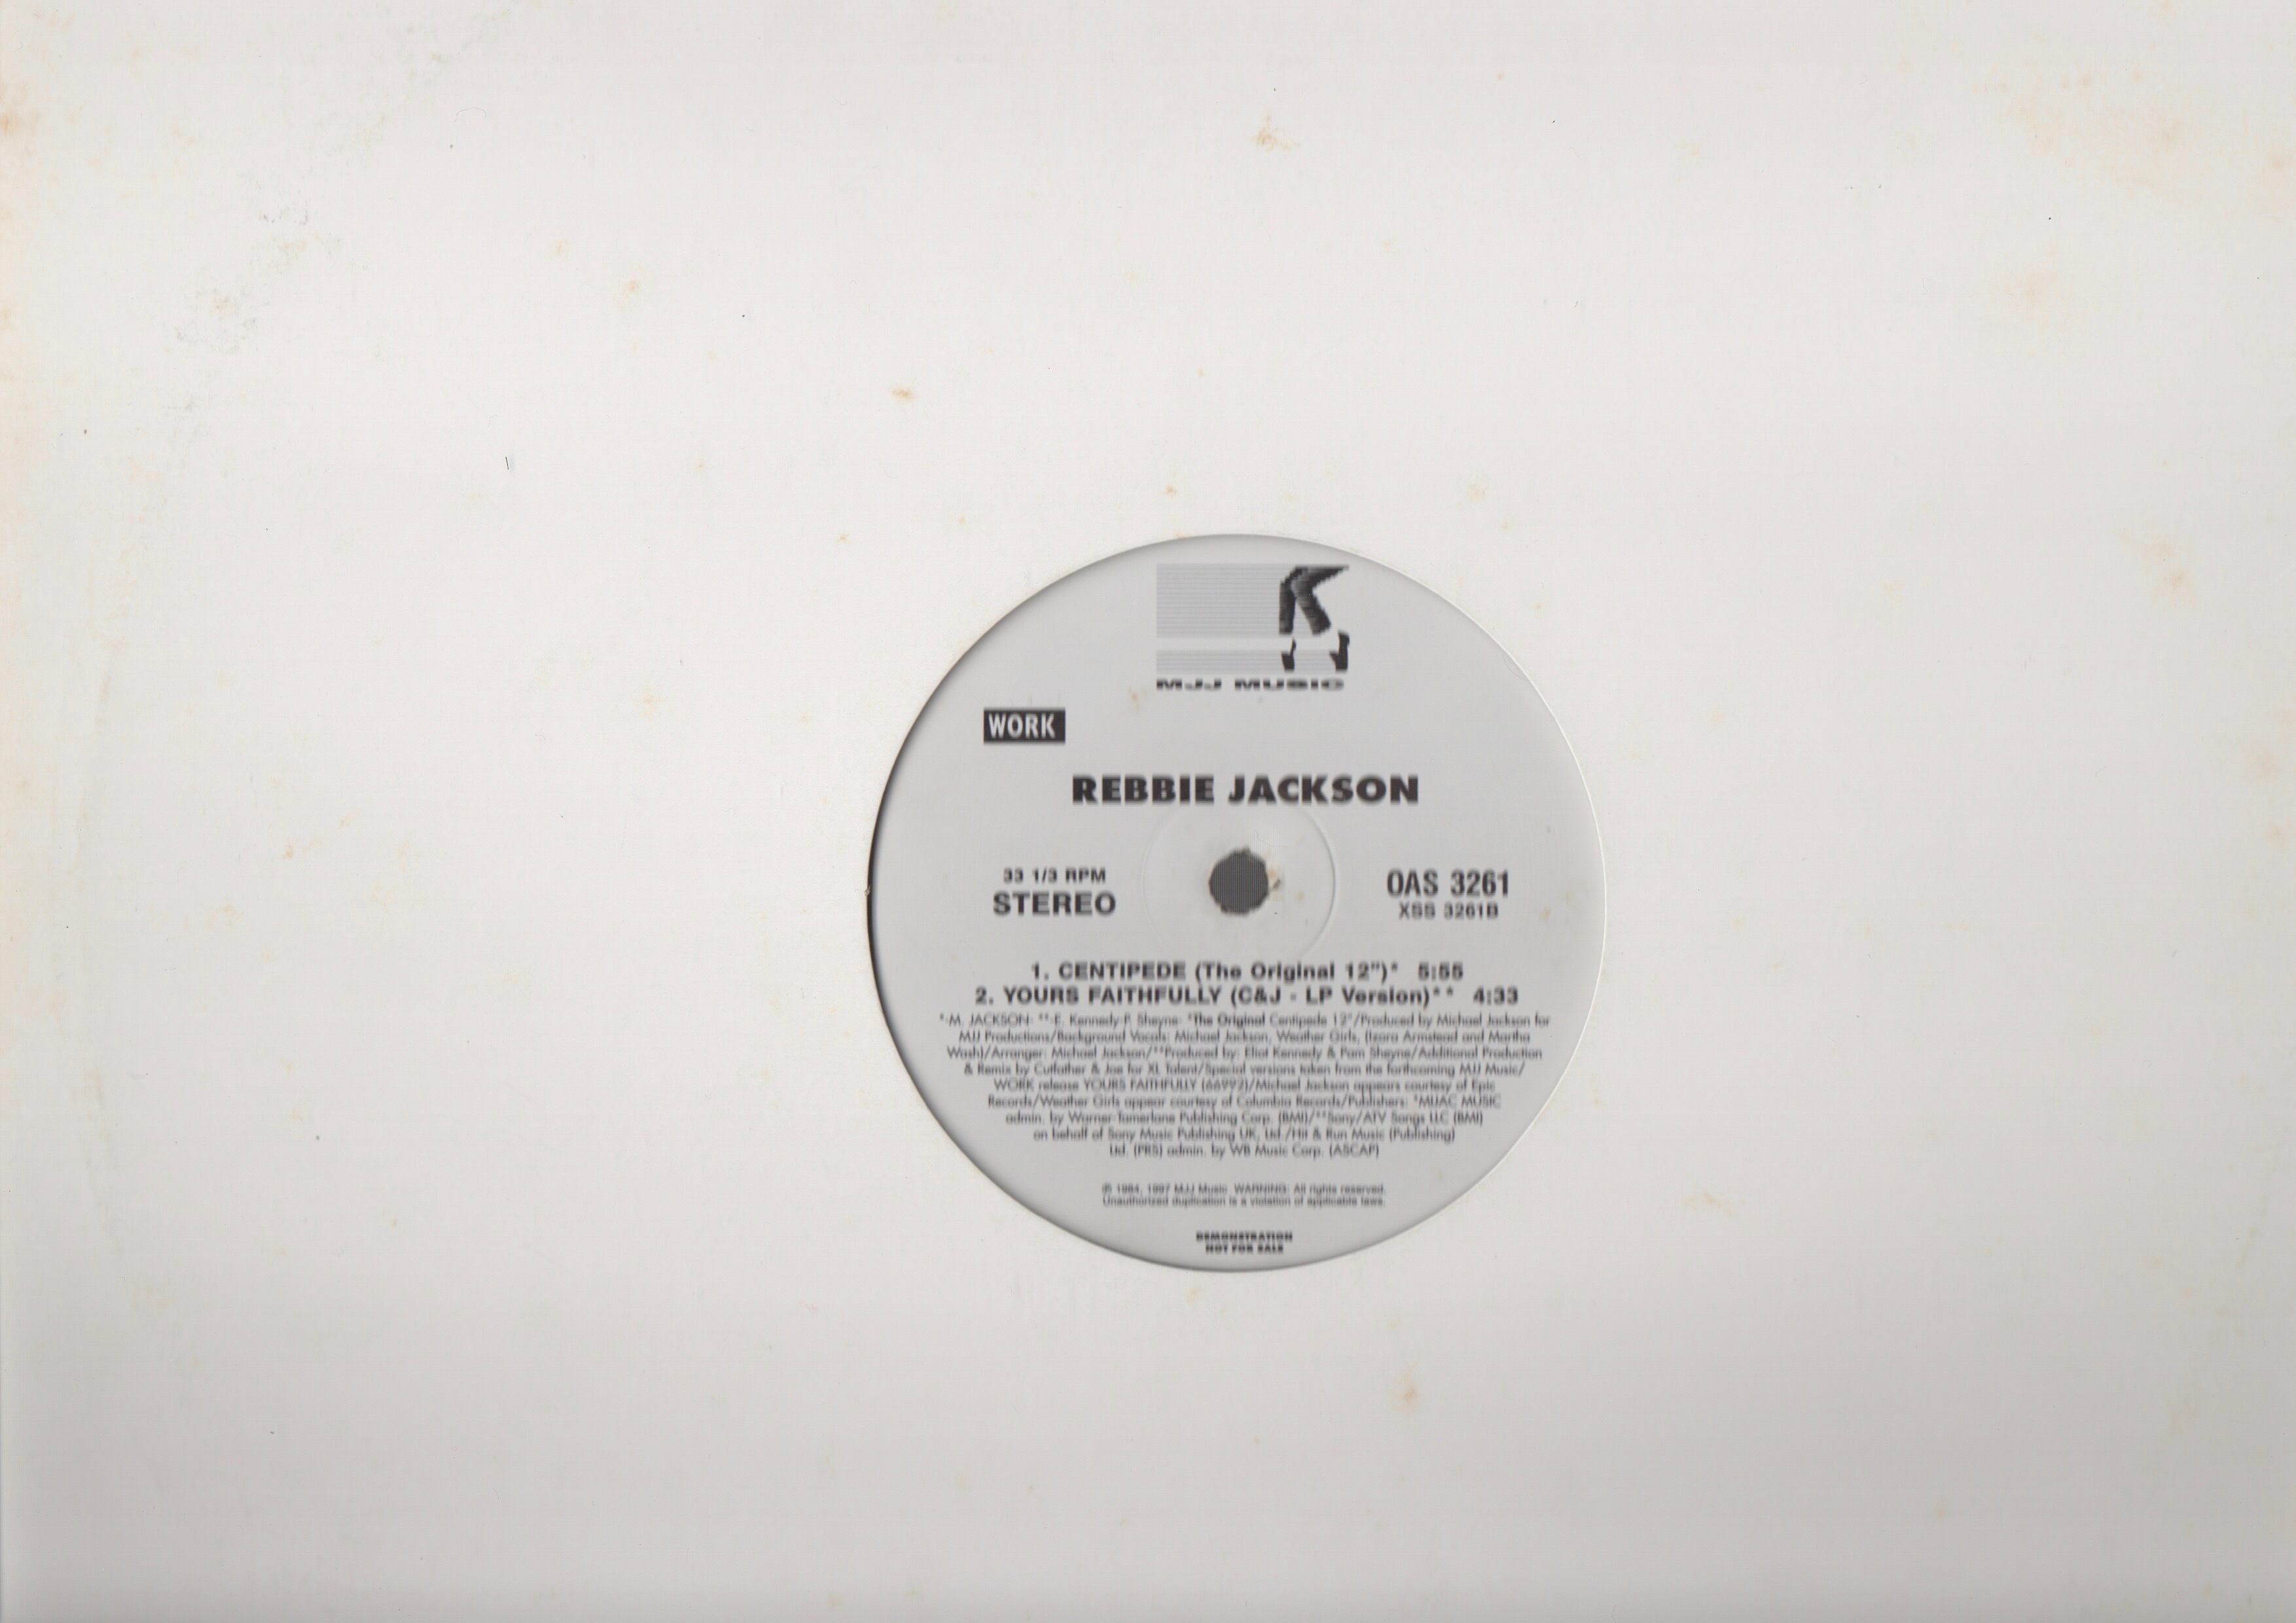 MJJ MUSIC
WORK
REBBIE JACKSON
33 1/3 RPM
STEREO
OAS 3261
XSS 3261B
1. CENTIPEDE (The Original 12")* 5:55
2. YOURS FAITHFULLY (C&J - LP Version)** 4:33
*-M. JACKSON- **-E. Kennedy-P. Sheyne- *The Original Centipede 12"/Produced by Michael Jackson for
MJJ Productions/Background Vocals: Michael Jackson, Weather Girls, (Izora Armstead and Martha
Wash)/Arranger: Michael Jackson/**Produced by: Eliot Kennedy & Pam Sheyne/Additional Production
& Remix by Cutfather & Joe for XL Talent/Special versions taken from the forthcoming MJJ Music/
WORK release YOURS FAITHFULLY (66992)/Michael Jackson appears courtesy of Epic
Records/Weather Girls appear courtesy of Columbia Records/Publishers: *MIJAC MUSIC
admin. by Warner-Tamerlane Publishing Corp. (BMI)/**Sony/ATV Songs LLC (BMI)
on behalf of Sony Music Publishing UK, Ltd./Hit & Run Music (Publishing)
Ltd. (PRS) admin. by WB Music Corp. (ASCAP)
℗ 1984, 1997 MJJ Music WARNING: All rights reserved.
Unauthorized duplication is a violation of applicable laws.
DEMONSTRATION
NOT FOR SALE